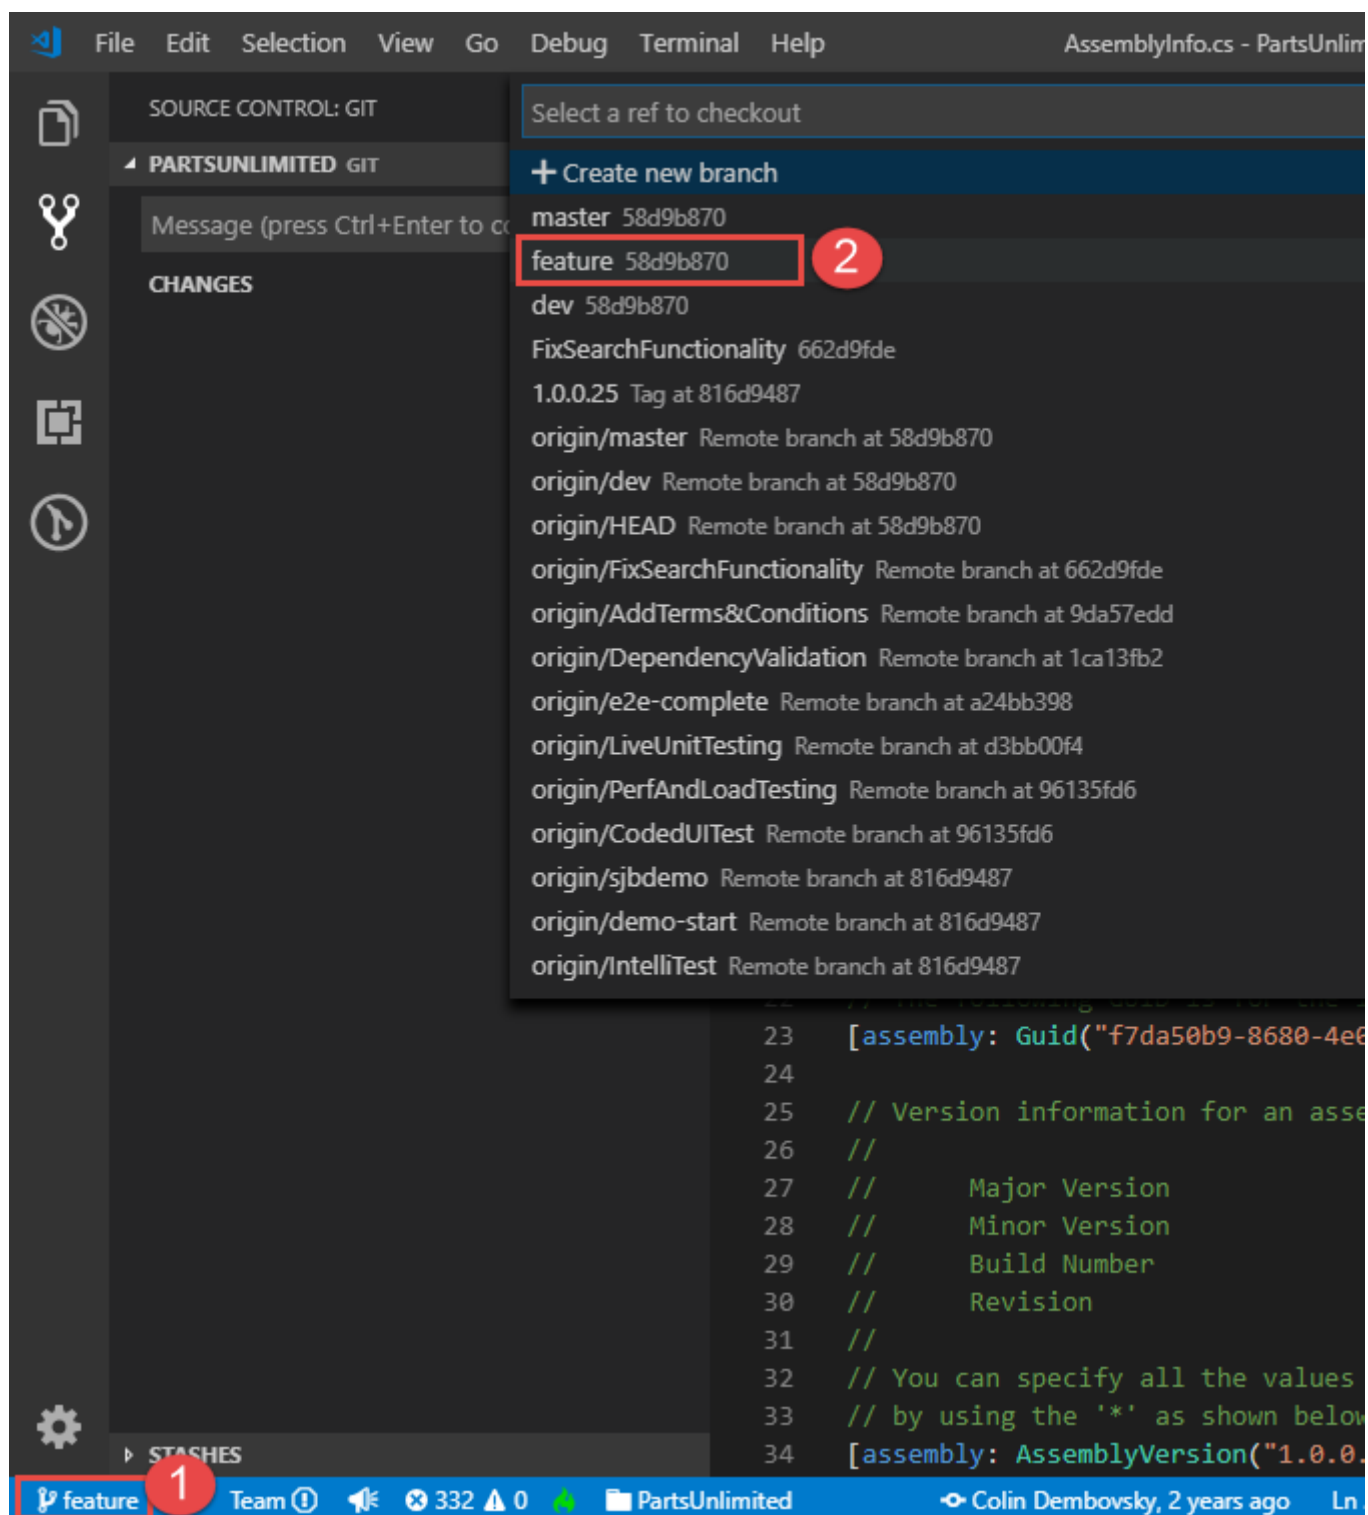 File Edit Selection View Go Debug Terminal Help AssemblyInfo.cs - PartsUnlim
SOURCE CONTROL: GIT
PARTSUNLIMITED GIT
Message (press Ctrl+Enter to co
CHANGES
Select a ref to checkout
+ Create new branch
master 58d9b870
feature 58d9b870 2
dev 58d9b870
FixSearchFunctionality 662d9fde
1.0.0.25 Tag at 816d9487
origin/master Remote branch at 58d9b870
origin/dev Remote branch at 58d9b870
origin/HEAD Remote branch at 58d9b870
origin/FixSearchFunctionality Remote branch at 662d9fde
origin/AddTerms&Conditions Remote branch at 9da57edd
origin/DependencyValidation Remote branch at 1ca13fb2
origin/e2e-complete Remote branch at a24bb398
origin/LiveUnitTesting Remote branch at d3bb00f4
origin/PerfAndLoadTesting Remote branch at 96135fd6
origin/CodedUITest Remote branch at 96135fd6
origin/sjbdemo Remote branch at 816d9487
origin/demo-start Remote branch at 816d9487
origin/IntelliTest Remote branch at 816d9487
22 // The following GUID is for the
23 [assembly: Guid("f7da50b9-8680-4e6
24
25 // Version information for an asse
26 //
27 // Major Version
28 // Minor Version
29 // Build Number
30 // Revision
31 //
32 // You can specify all the values
33 // by using the '*' as shown below
34 [assembly: AssemblyVersion("1.0.0.
STASHES
feature 1 Team 332 0 PartsUnlimited Colin Dembovsky, 2 years ago Ln